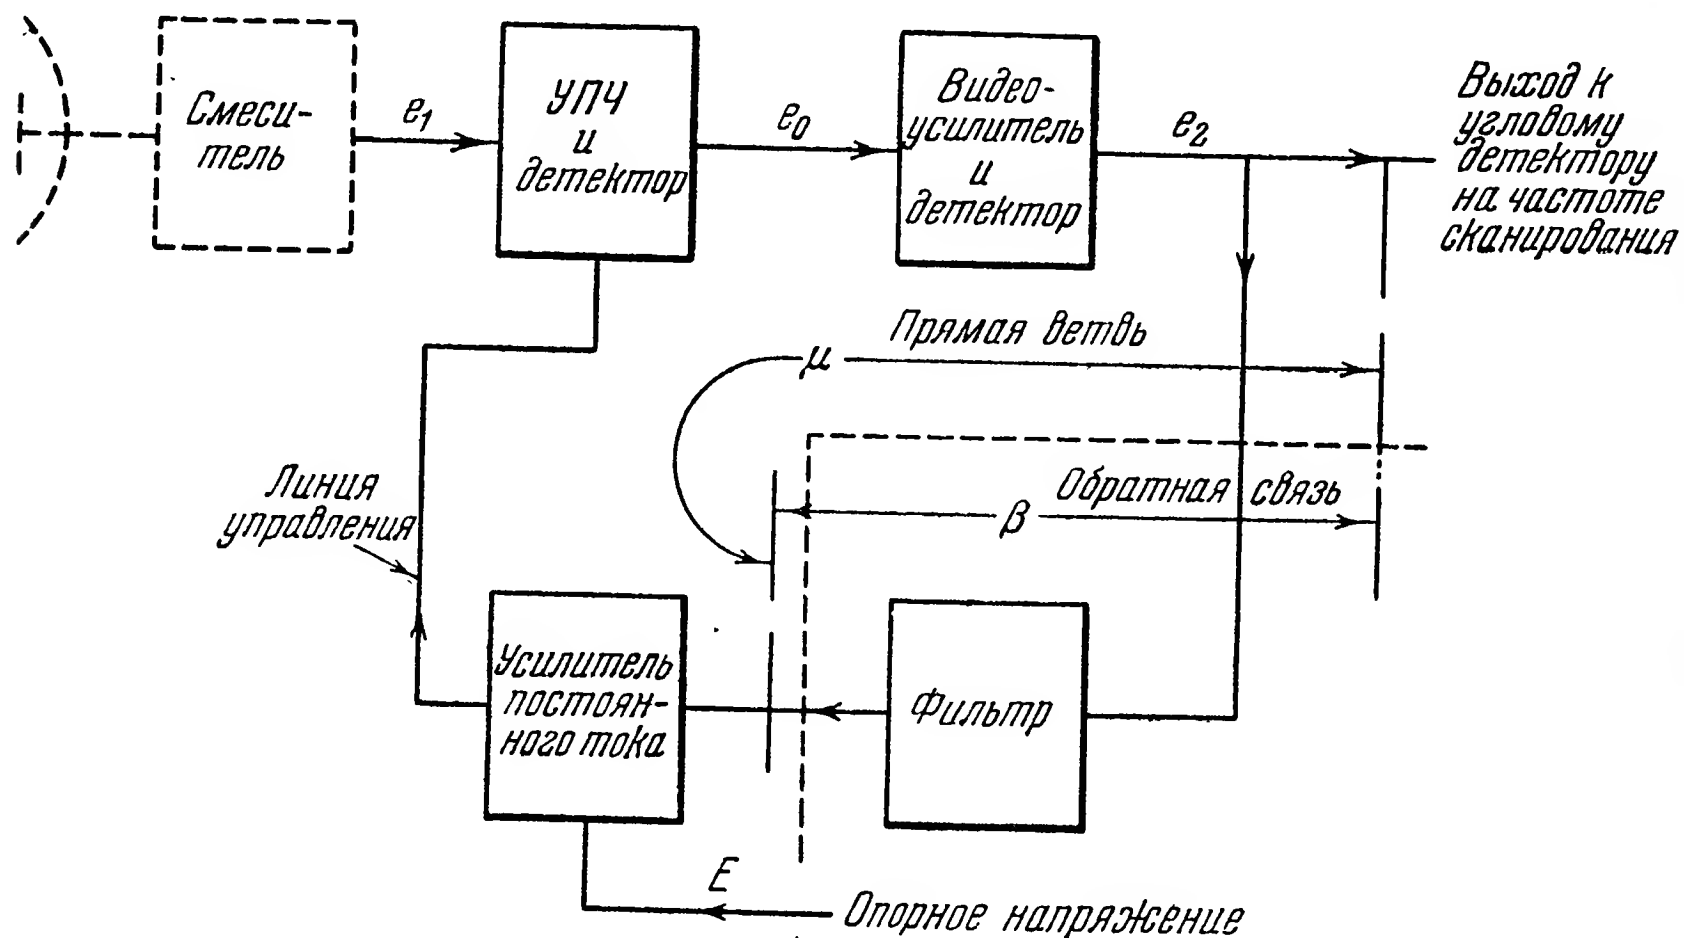 Смеси-
тель
e1
УПЧ
и
детектор
e0
Видео-
усилитель
и
детектор
e2
Выход к
угловому
детектору
на частоте
сканирования
Прямая ветвь
μ
Обратная связь
β
Линия
управления
Усилитель
постоян-
ного тока
Фильтр
E
Опорное напряжение